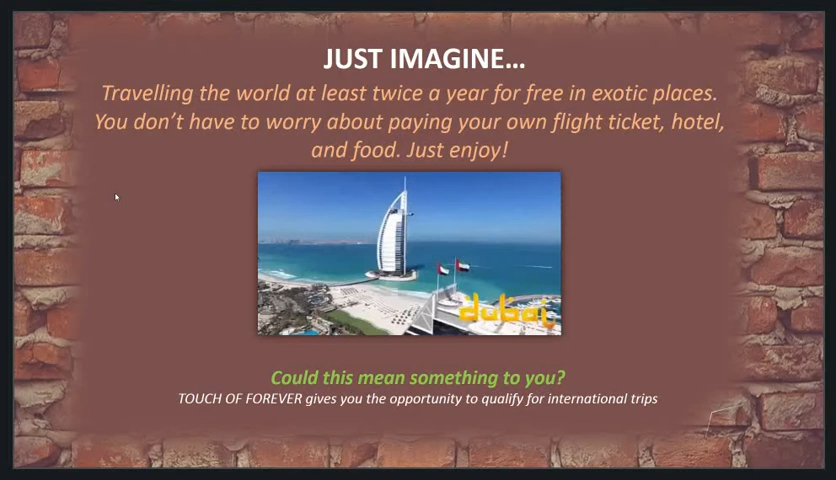 JUST IMAGINE...
Travelling the world at least twice a year for free in exotic places.
You don't have to worry about paying your own flight ticket, hotel,
and food. Just enjoy!
dubai
Could this mean something to you?
TOUCH OF FOREVER gives you the opportunity to qualify for international trips